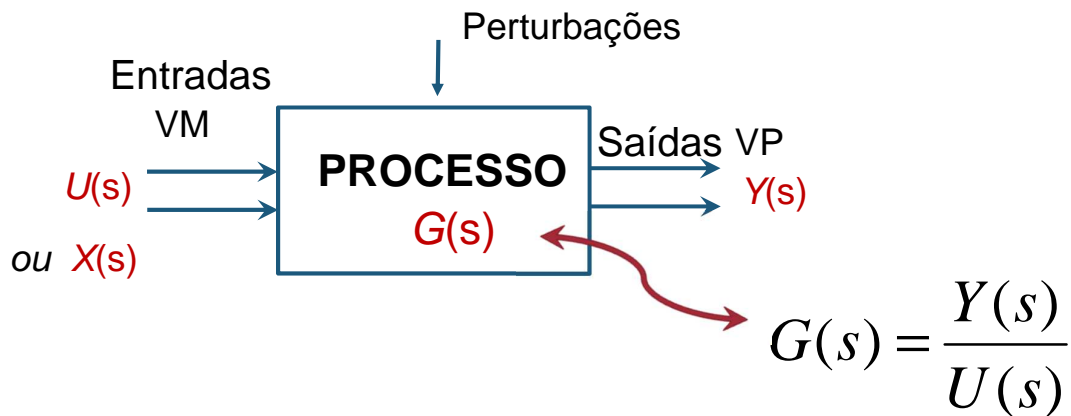 Perturbações
Entradas
VM
Saídas VP
PROCESSO
U(s)
Y(s)
G(s)
ou X(s)
G(s) = Y(s) / U(s)